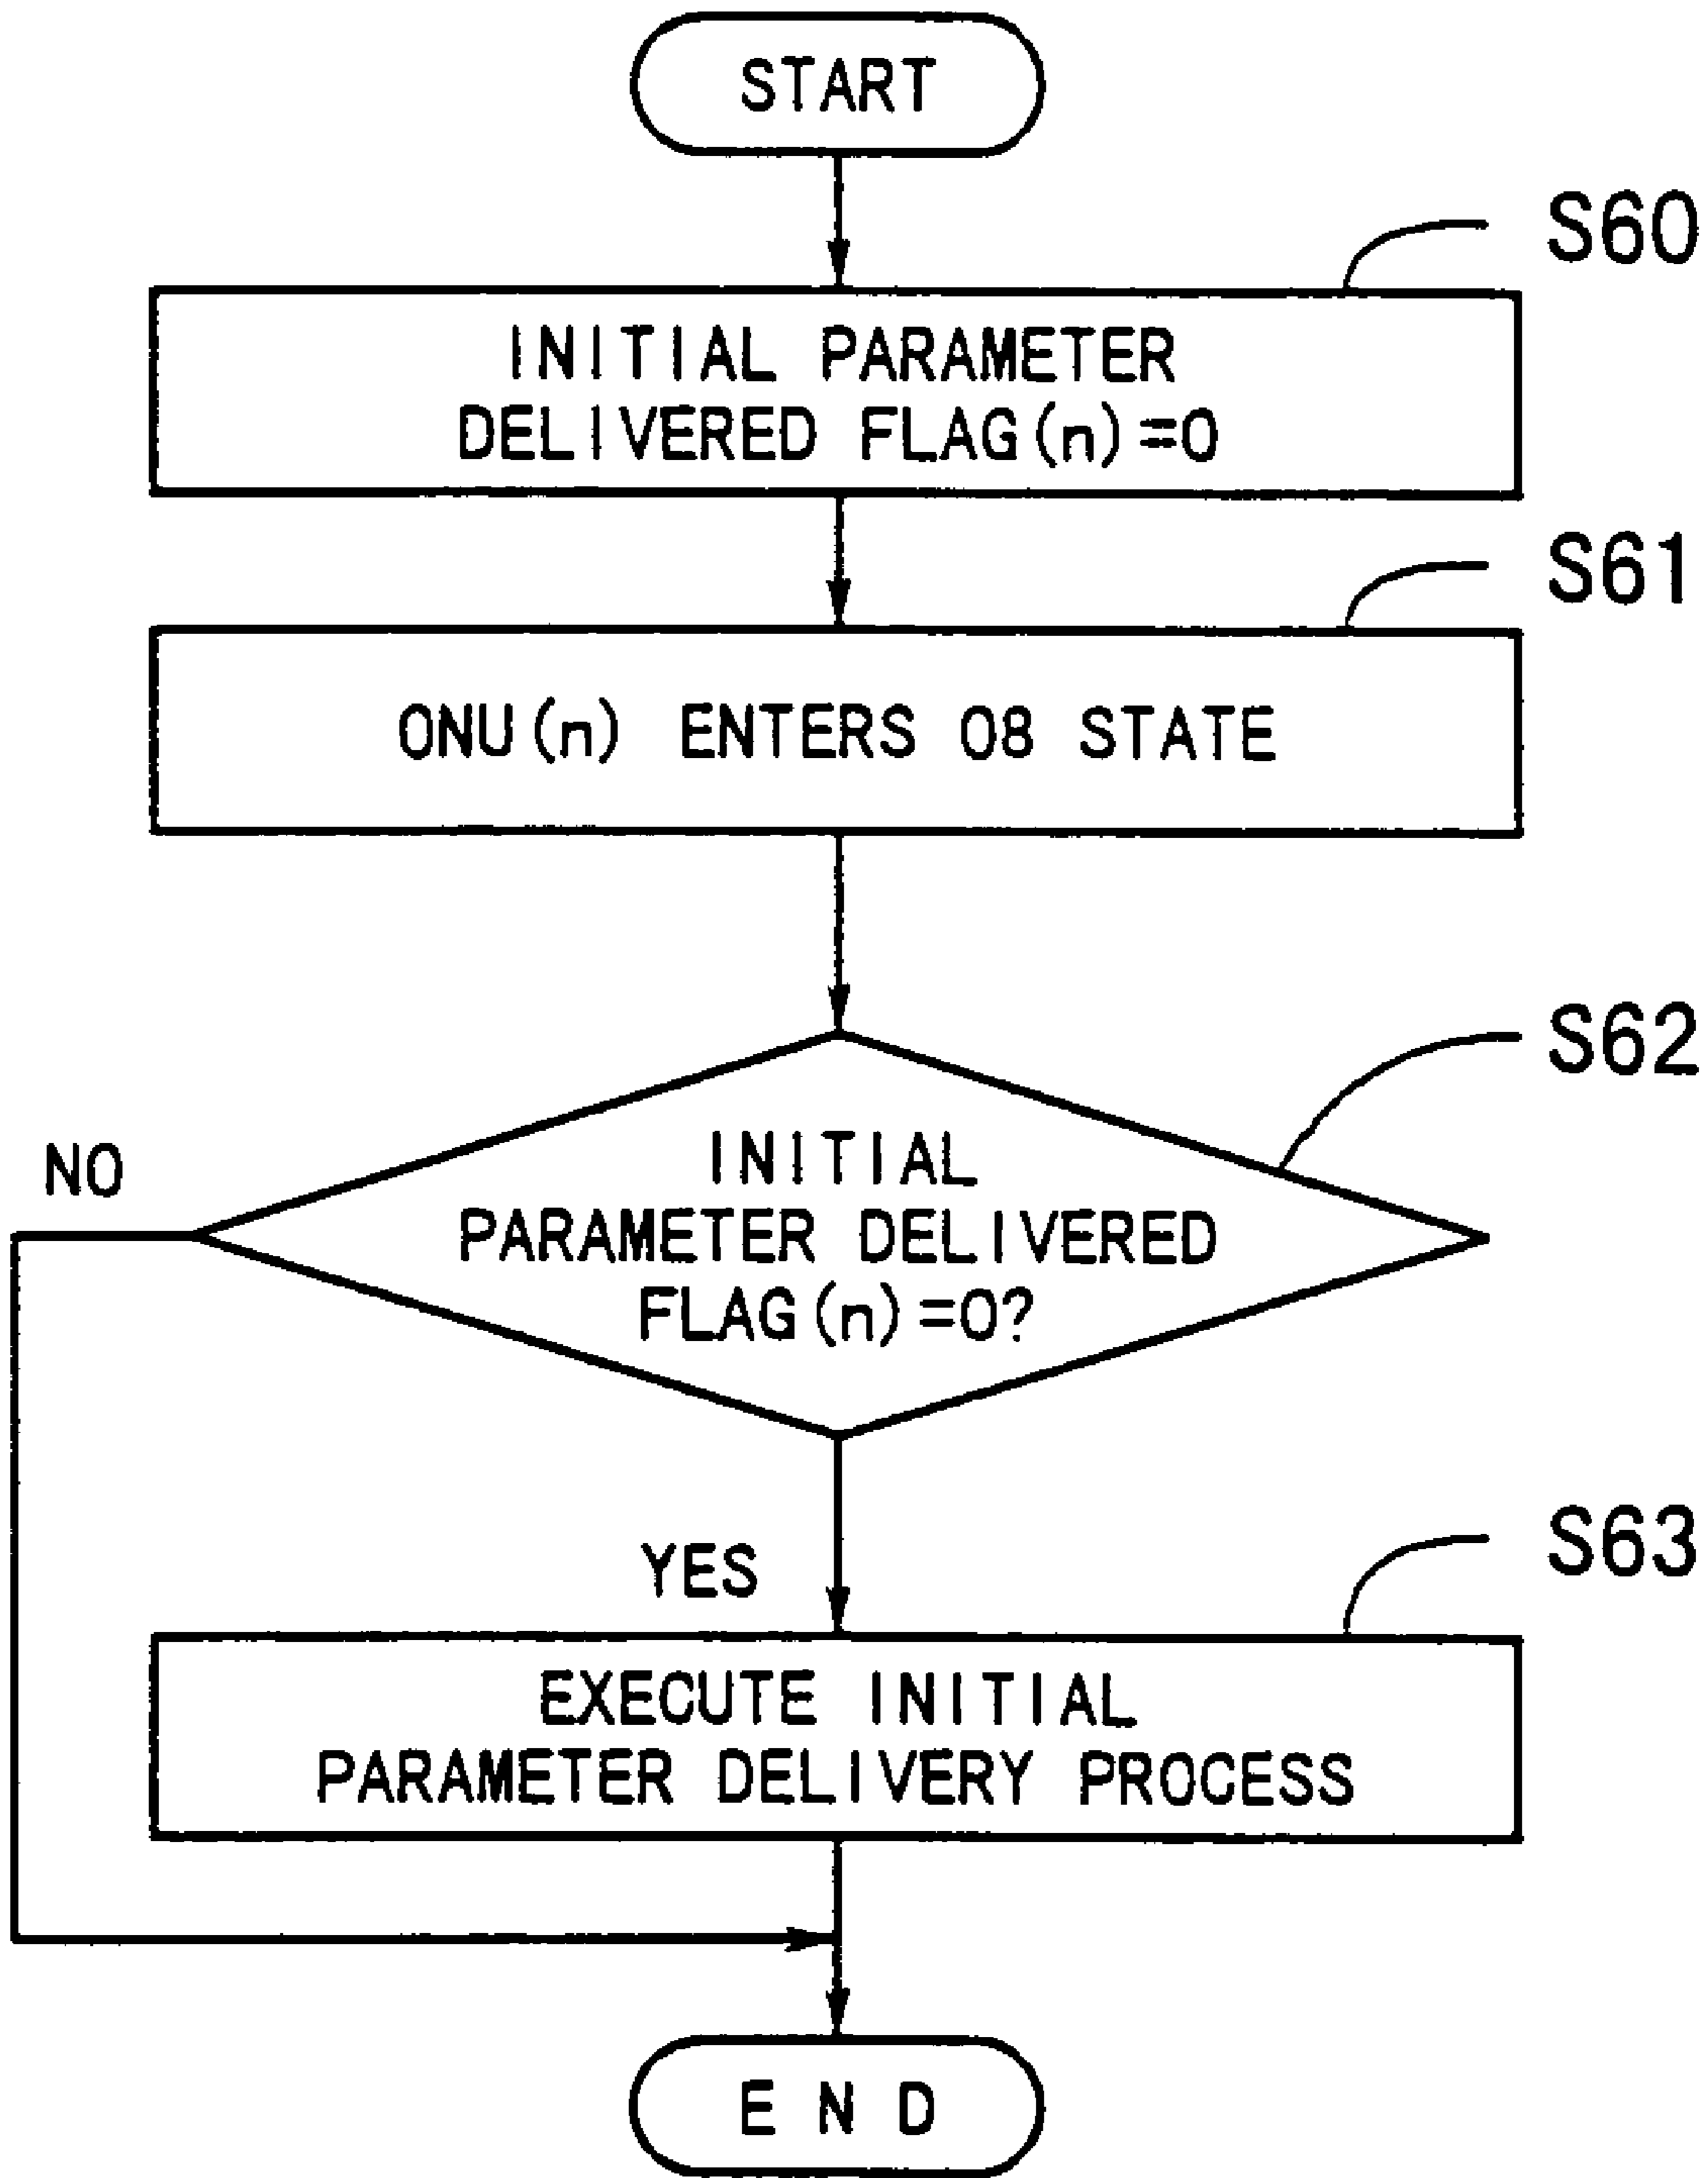 START
S60
INITIAL PARAMETER
DELIVERED FLAG(n)=0
S61
ONU(n) ENTERS O8 STATE
S62
NO
INITIAL
PARAMETER DELIVERED
FLAG(n)=0?
YES
S63
EXECUTE INITIAL
PARAMETER DELIVERY PROCESS
END